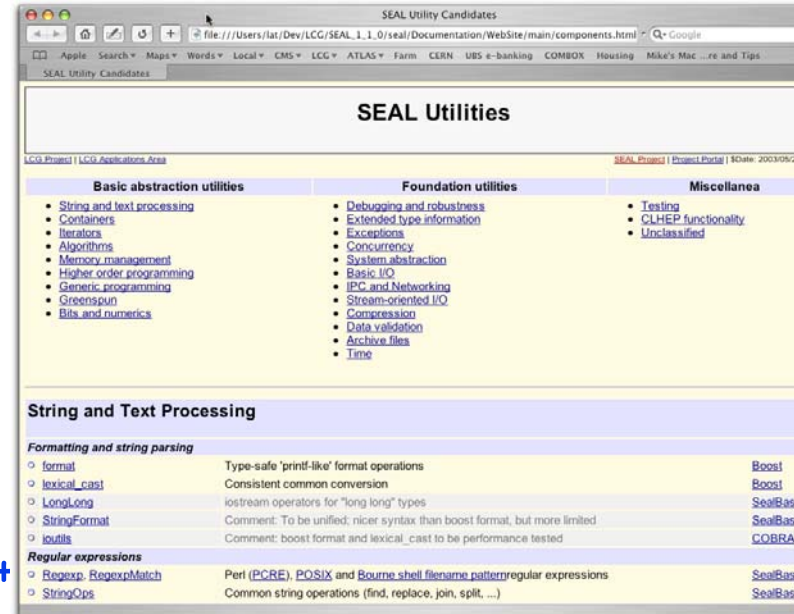 SEAL Utility Candidates
file:///Users/lat/Dev/LCG/SEAL_1_1_0/seal/Documentation/WebSite/main/components.html Google
Apple Search Maps Words Local CMS LCG ATLAS Farm CERN UBS e-banking COMBOX Housing Mike's Mac ...re and Tips
SEAL Utility Candidates
SEAL Utilities
LCG Project | LCG Applications Area SEAL Project | Project Portal | $Date: 2003/05/2
Basic abstraction utilities Foundation utilities Miscellanea
String and text processing
Containers
Iterators
Algorithms
Memory management
Higher order programming
Generic programming
Greenspun
Bits and numerics
Debugging and robustness
Extended type information
Exceptions
Concurrency
System abstraction
Basic I/O
IPC and Networking
Stream-oriented I/O
Compression
Data validation
Archive files
Time
Testing
CLHEP functionality
Unclassified
String and Text Processing
Formatting and string parsing
format Type-safe 'printf-like' format operations Boost
lexical_cast Consistent common conversion Boost
LongLong iostream operators for "long long" types SealBas
StringFormat Comment: To be unified; nicer syntax than boost format, but more limited SealBas
ioutils Comment: boost format and lexical_cast to be performance tested COBRA
Regular expressions
Regexp, RegexpMatch Perl (PCRE), POSIX and Bourne shell filename patternregular expressions SealBas
StringOps Common string operations (find, replace, join, split, ...) SealBas